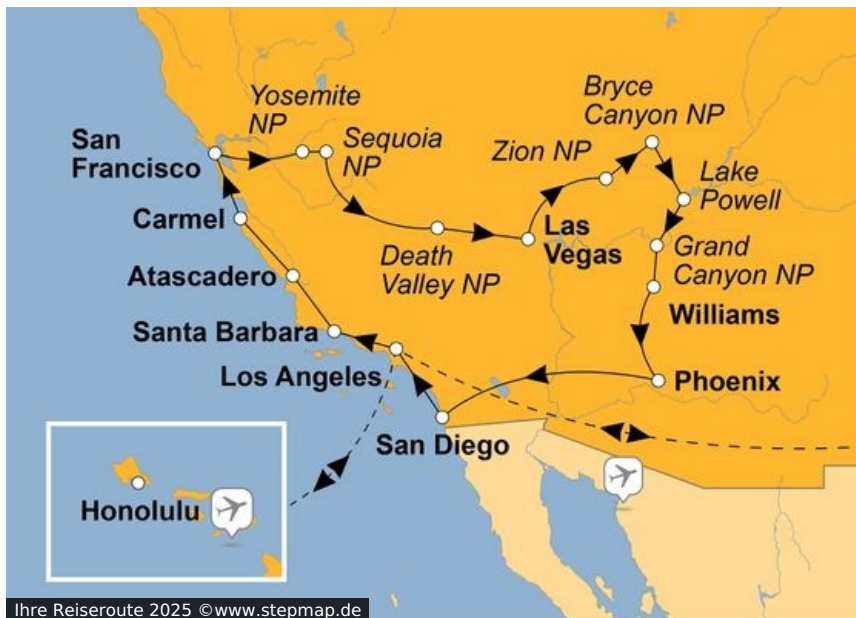 Bryce
Canyon NP
Yosemite
NP
San
Francisco
Sequoia
NP
Zion NP
Lake
Powell
Carmel
Death
Valley NP
Las
Vegas
Grand
Canyon NP
Atascadero
Williams
Santa Barbara
Los Angeles
Phoenix
San Diego
Honolulu
Ihre Reiseroute 2025 ©www.stepmap.de